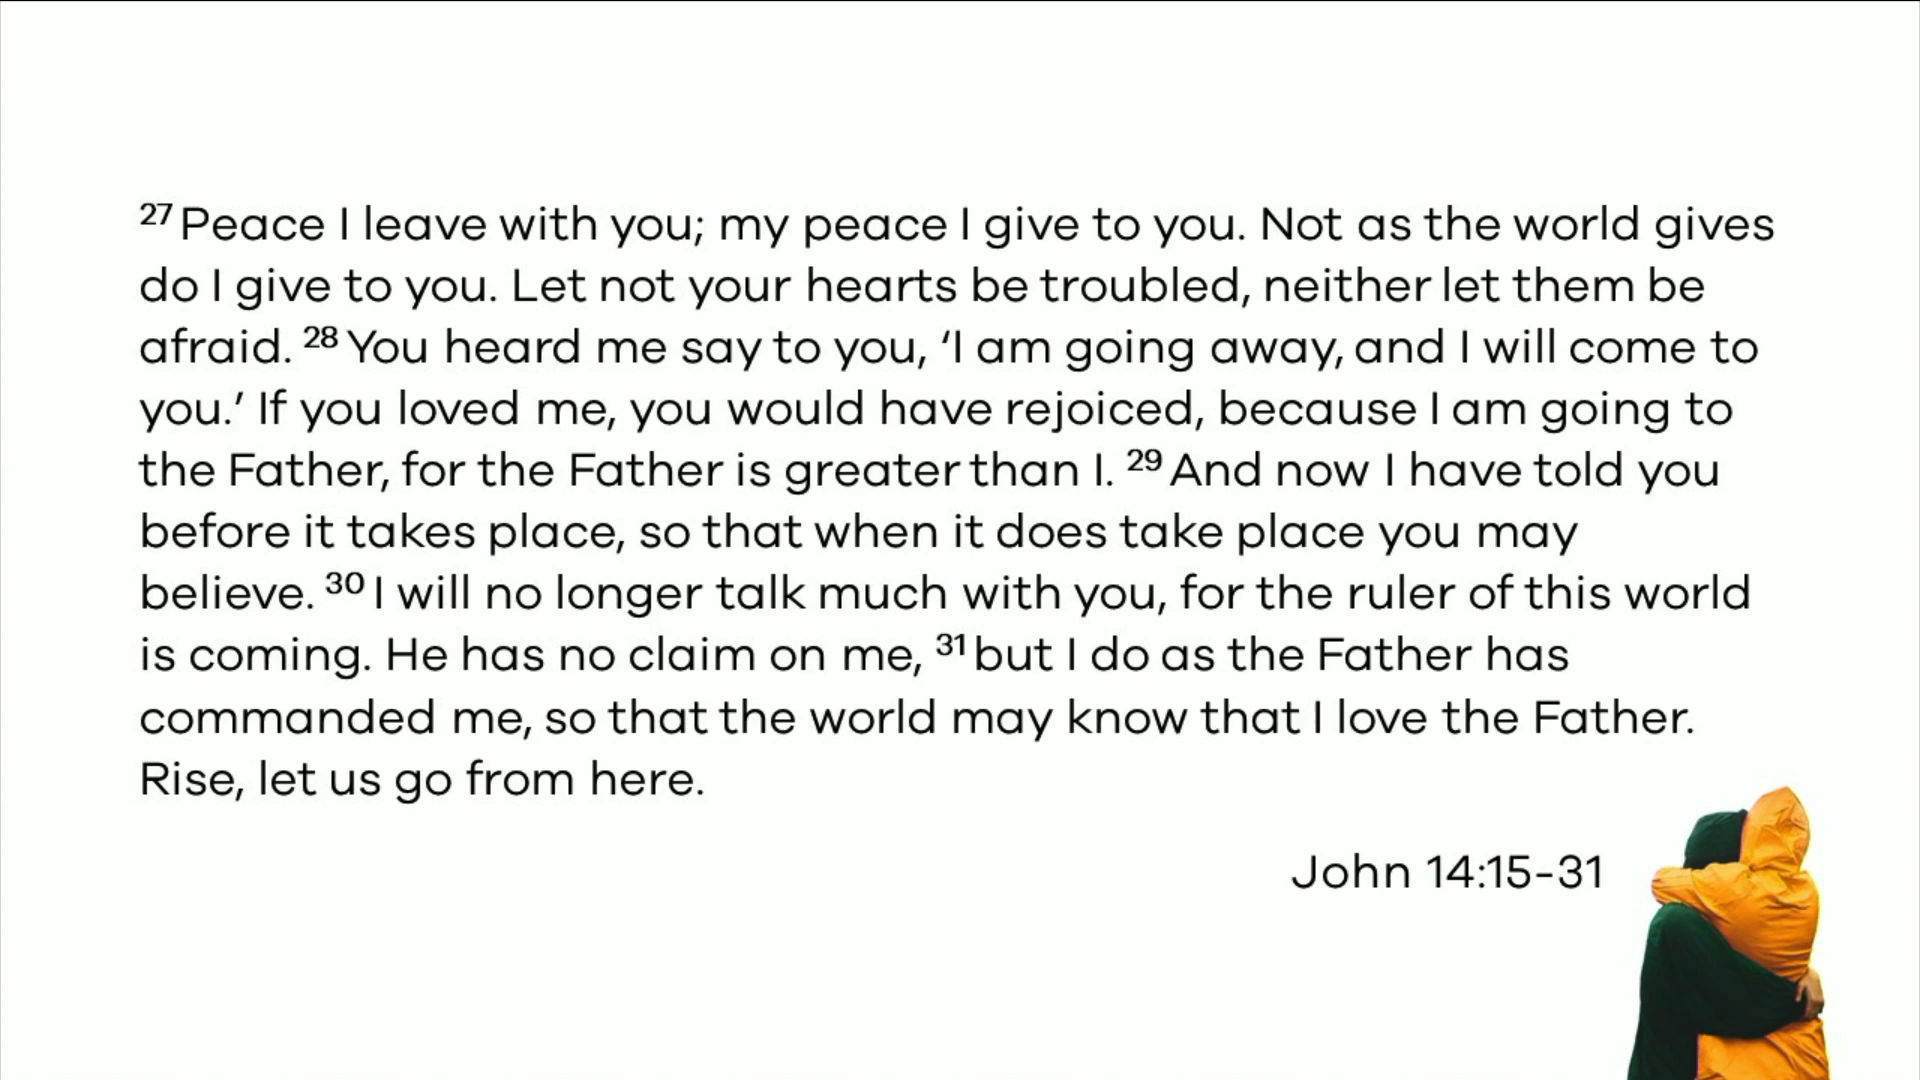 27 Peace I leave with you; my peace I give to you. Not as the world gives
do I give to you. Let not your hearts be troubled, neither let them be
afraid. 28 You heard me say to you, ‘I am going away, and I will come to
you.’ If you loved me, you would have rejoiced, because I am going to
the Father, for the Father is greater than I. 29 And now I have told you
before it takes place, so that when it does take place you may
believe. 30 I will no longer talk much with you, for the ruler of this world
is coming. He has no claim on me, 31 but I do as the Father has
commanded me, so that the world may know that I love the Father.
Rise, let us go from here.
John 14:15-31